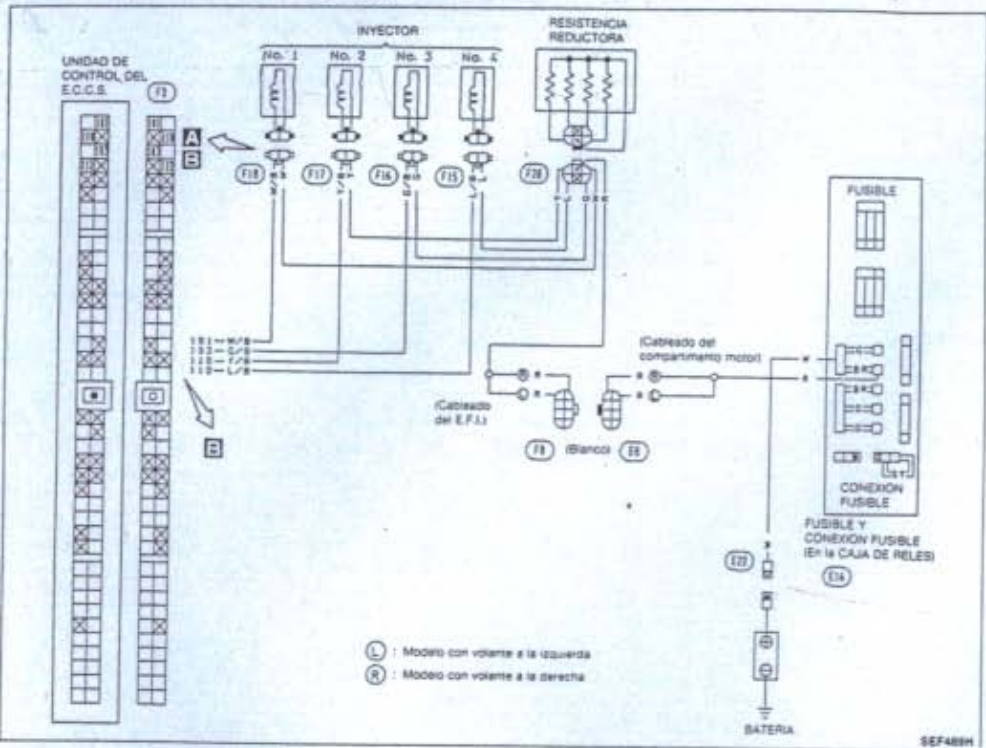 INYECTOR
RESISTENCIA
REDUCTORA
No. 1
No. 2
No. 3
No. 4
UNIDAD DE
CONTROL DEL
E.C.C.S.
F3
A
B
F18
F17
F16
F15
F28
FUSIBLE
(Cableado del
compartimento motor)
(Cableado
del E.F.I.)
F8
(Blanco)
E6
B
CONEXION
FUSIBLE
FUSIBLE Y
CONEXION FUSIBLE
(En la CAJA DE RELES)
E16
E22
L : Modelo con volante a la izquierda
R : Modelo con volante a la derecha
BATERIA
SEF489H